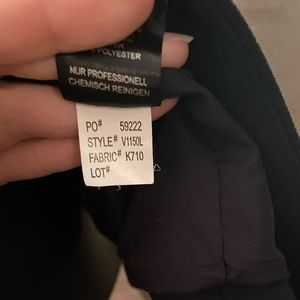 POLYESTER
NUR PROFESSIONELL
CHEMISCH REINIGEN
PO# 59222
STYLE# V1150L
FABRIC# K710
LOT#